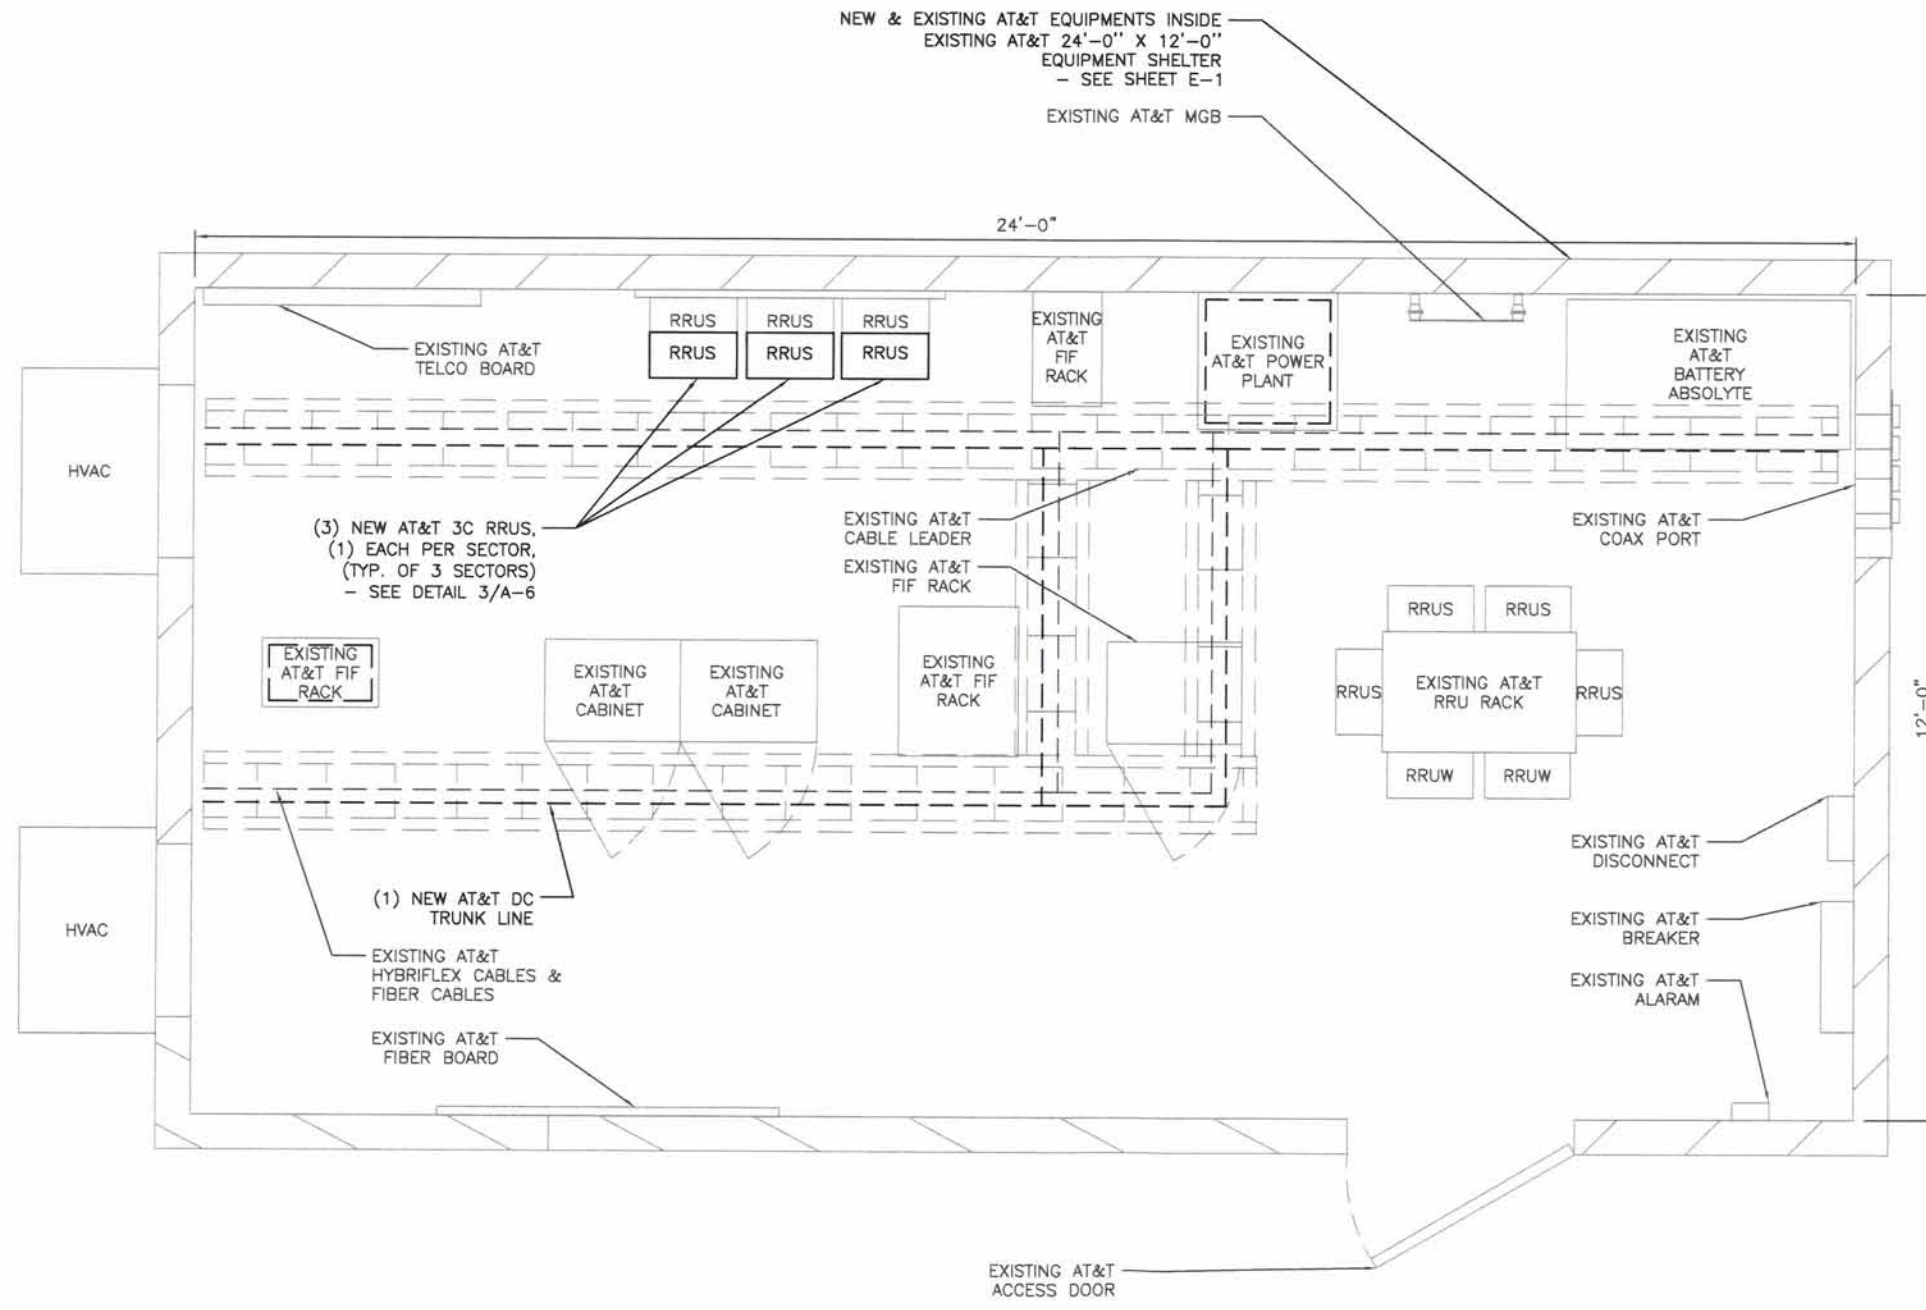 NEW & EXISTING AT&T EQUIPMENTS INSIDE
EXISTING AT&T 24'-0" X 12'-0"
EQUIPMENT SHELTER
- SEE SHEET E-1
EXISTING AT&T MGB
24'-0"
EXISTING AT&T
TELCO BOARD
RRUS
RRUS
RRUS
RRUS
RRUS
RRUS
EXISTING
AT&T
FIF
RACK
EXISTING
AT&T POWER
PLANT
EXISTING
AT&T
BATTERY
ABSOLYTE
HVAC
(3) NEW AT&T 3C RRUS,
(1) EACH PER SECTOR,
(TYP. OF 3 SECTORS)
- SEE DETAIL 3/A-6
EXISTING AT&T
CABLE LEADER
EXISTING AT&T
FIF RACK
EXISTING AT&T
COAX PORT
EXISTING
AT&T FIF
RACK
EXISTING
AT&T
CABINET
EXISTING
AT&T
CABINET
EXISTING
AT&T FIF
RACK
RRUS
RRUS
RRUS
EXISTING AT&T
RRU RACK
RRUS
RRUW
RRUW
12'-0"
EXISTING AT&T
DISCONNECT
HVAC
(1) NEW AT&T DC
TRUNK LINE
EXISTING AT&T
HYBRIFLEX CABLES &
FIBER CABLES
EXISTING AT&T
BREAKER
EXISTING AT&T
ALARAM
EXISTING AT&T
FIBER BOARD
EXISTING AT&T
ACCESS DOOR